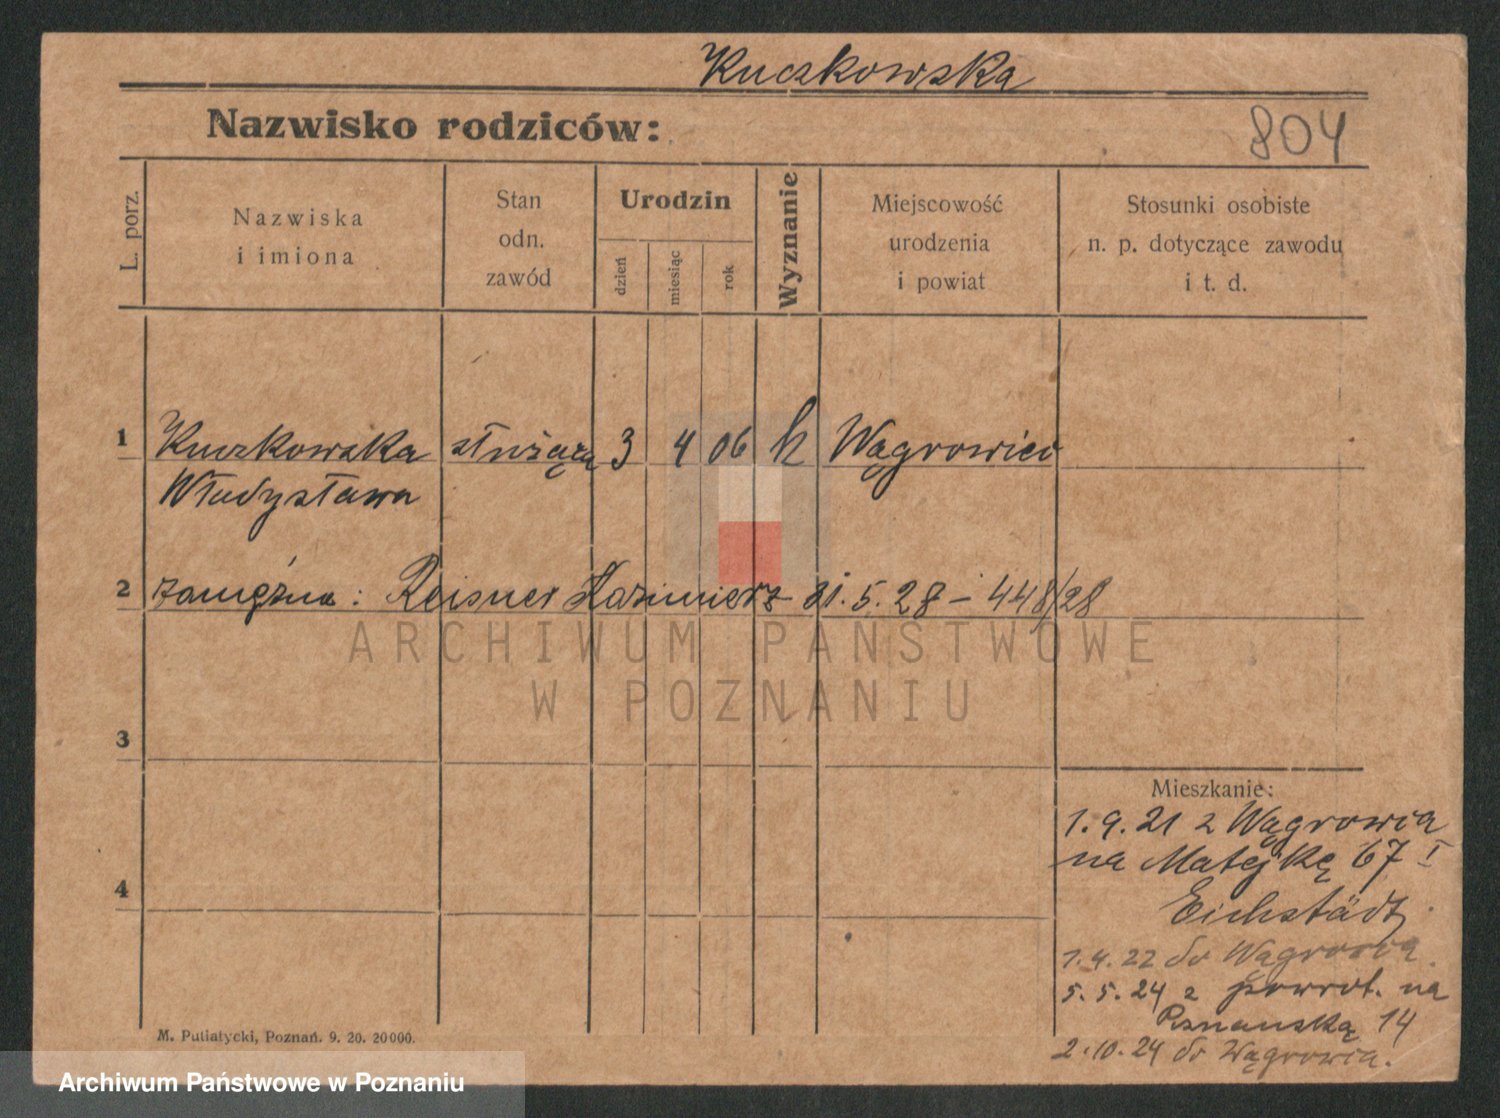 Kuczkowska
Nazwisko rodziców:
804
L. porz.
Nazwiska
i imiona
Stan
odn.
zawód
Urodzin
dzień
miesiąc
rok
Wyznanie
Miejscowość
urodzenia
i powiat
Stosunki osobiste
n. p. dotyczące zawodu
i t. d.
1 Kuczkowska służąca 3 4 06 k Wągrowiec
Władysława
2 zamężna: Reisner Kazimierz 31.5.28 – 448/28
ARCHIWUM PAŃSTWOWE
W POZNANIU
3
Mieszkanie:
1.9.21 z Wągrowca
na Matejkę 67 I
Eichstädt
4
1.4.22 do Wągrowca.
5.5.24 z powrot. na
Poznańską 14
2.10.24 do Wągrowca.
M. Putiatycki, Poznań. 9. 20. 20000.
Archiwum Państwowe w Poznaniu